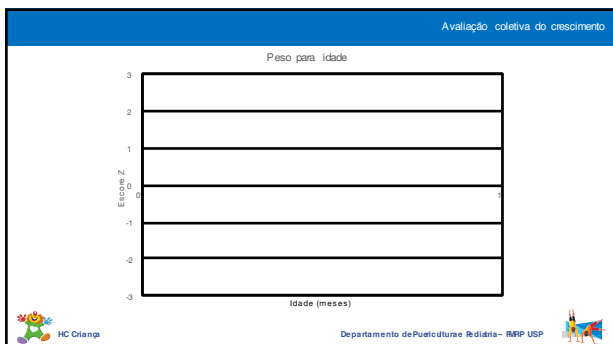 Avaliação coletiva do crescimento
Peso para idade
3
2
1
0
-1
-2
-3
Escore Z
0
1
Idade (meses)
HC Criança
Departamento de Puericultura e Pediatria – FMRP USP